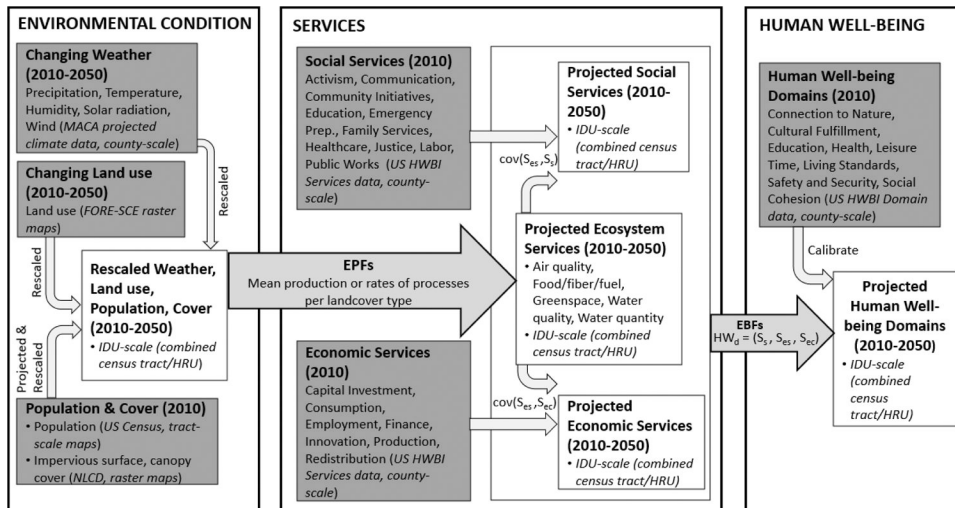 ENVIRONMENTAL CONDITION
Changing Weather
(2010-2050)
Precipitation, Temperature,
Humidity, Solar radiation,
Wind (MACA projected
climate data, county-scale)
Changing Land use
(2010-2050)
Land use (FORE-SCE raster
maps)
Rescaled
Rescaled
Rescaled Weather,
Land use,
Population, Cover
(2010-2050)
• IDU-scale (combined
census tract/HRU)
Projected &
Rescaled
Population & Cover (2010)
• Population (US Census, tract-
scale maps)
• Impervious surface, canopy
cover (NLCD, raster maps)
SERVICES
Social Services (2010)
Activism, Communication,
Community Initiatives,
Education, Emergency
Prep., Family Services,
Healthcare, Justice, Labor,
Public Works (US HWBI
Services data, county-
scale)
Projected Social
Services (2010-
2050)
• IDU-scale
(combined census
tract/HRU)
cov(Ses,Ss)
EPFs
Mean production or rates of processes
per landcover type
Projected Ecosystem
Services (2010-2050)
• Air quality,
Food/fiber/fuel,
Greenspace, Water
quality, Water quantity
• IDU-scale (combined
census tract/HRU)
Economic Services
(2010)
Capital Investment,
Consumption,
Employment, Finance,
Innovation, Production,
Redistribution (US HWBI
Services data, county-
scale)
cov(Ses,Sec)
Projected
Economic Services
(2010-2050)
• IDU-scale (combined
census tract/HRU)
HUMAN WELL-BEING
Human Well-being
Domains (2010)
Connection to Nature,
Cultural Fulfillment,
Education, Health, Leisure
Time, Living Standards,
Safety and Security, Social
Cohesion (US HWBI Domain
data, county-scale)
Calibrate
EBFs
HWd = (Ss, Ses, Sec)
Projected
Human Well-
being Domains
(2010-2050)
• IDU-scale
(combined
census
tract/HRU)